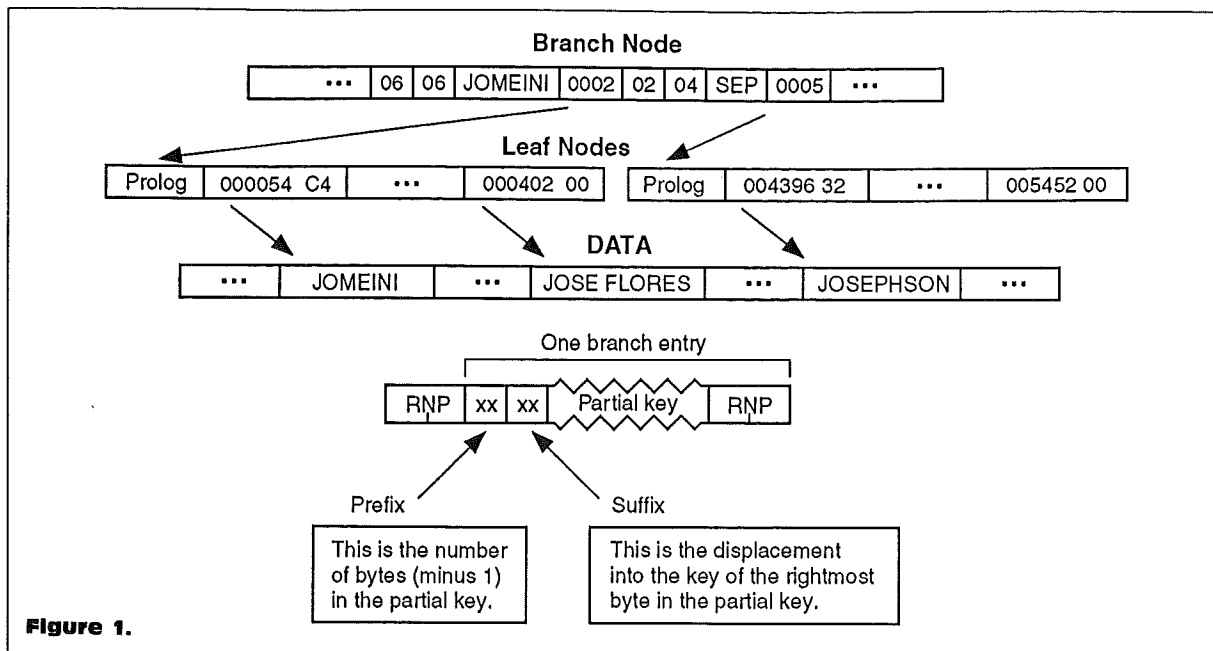 Branch Node
••• 06 06 JOMEINI 0002 02 04 SEP 0005 •••
Leaf Nodes
Prolog 000054 C4 ••• 000402 00 Prolog 004396 32 ••• 005452 00
DATA
••• JOMEINI ••• JOSE FLORES ••• JOSEPHSON •••
One branch entry
RNP xx xx Partial key RNP
Prefix Suffix
This is the number
of bytes (minus 1)
in the partial key.
This is the displacement
into the key of the rightmost
byte in the partial key.
Figure 1.